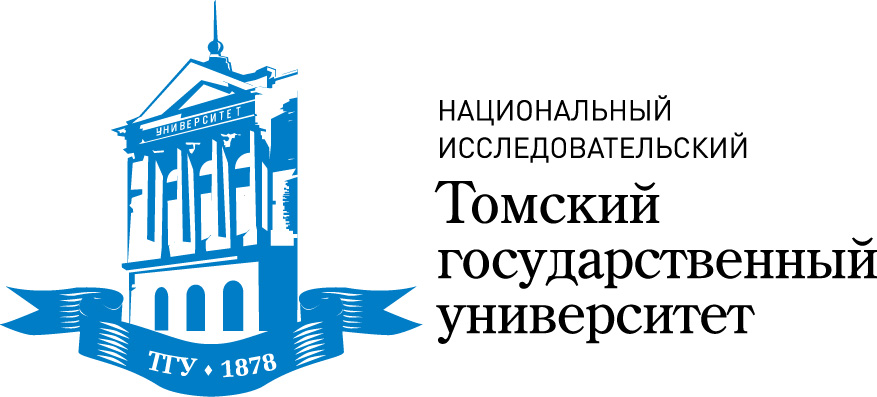 УНИВЕРСИТЕТ
ТГУ ♦ 1878
НАЦИОНАЛЬНЫЙ
ИССЛЕДОВАТЕЛЬСКИЙ
Томский
государственный
университет